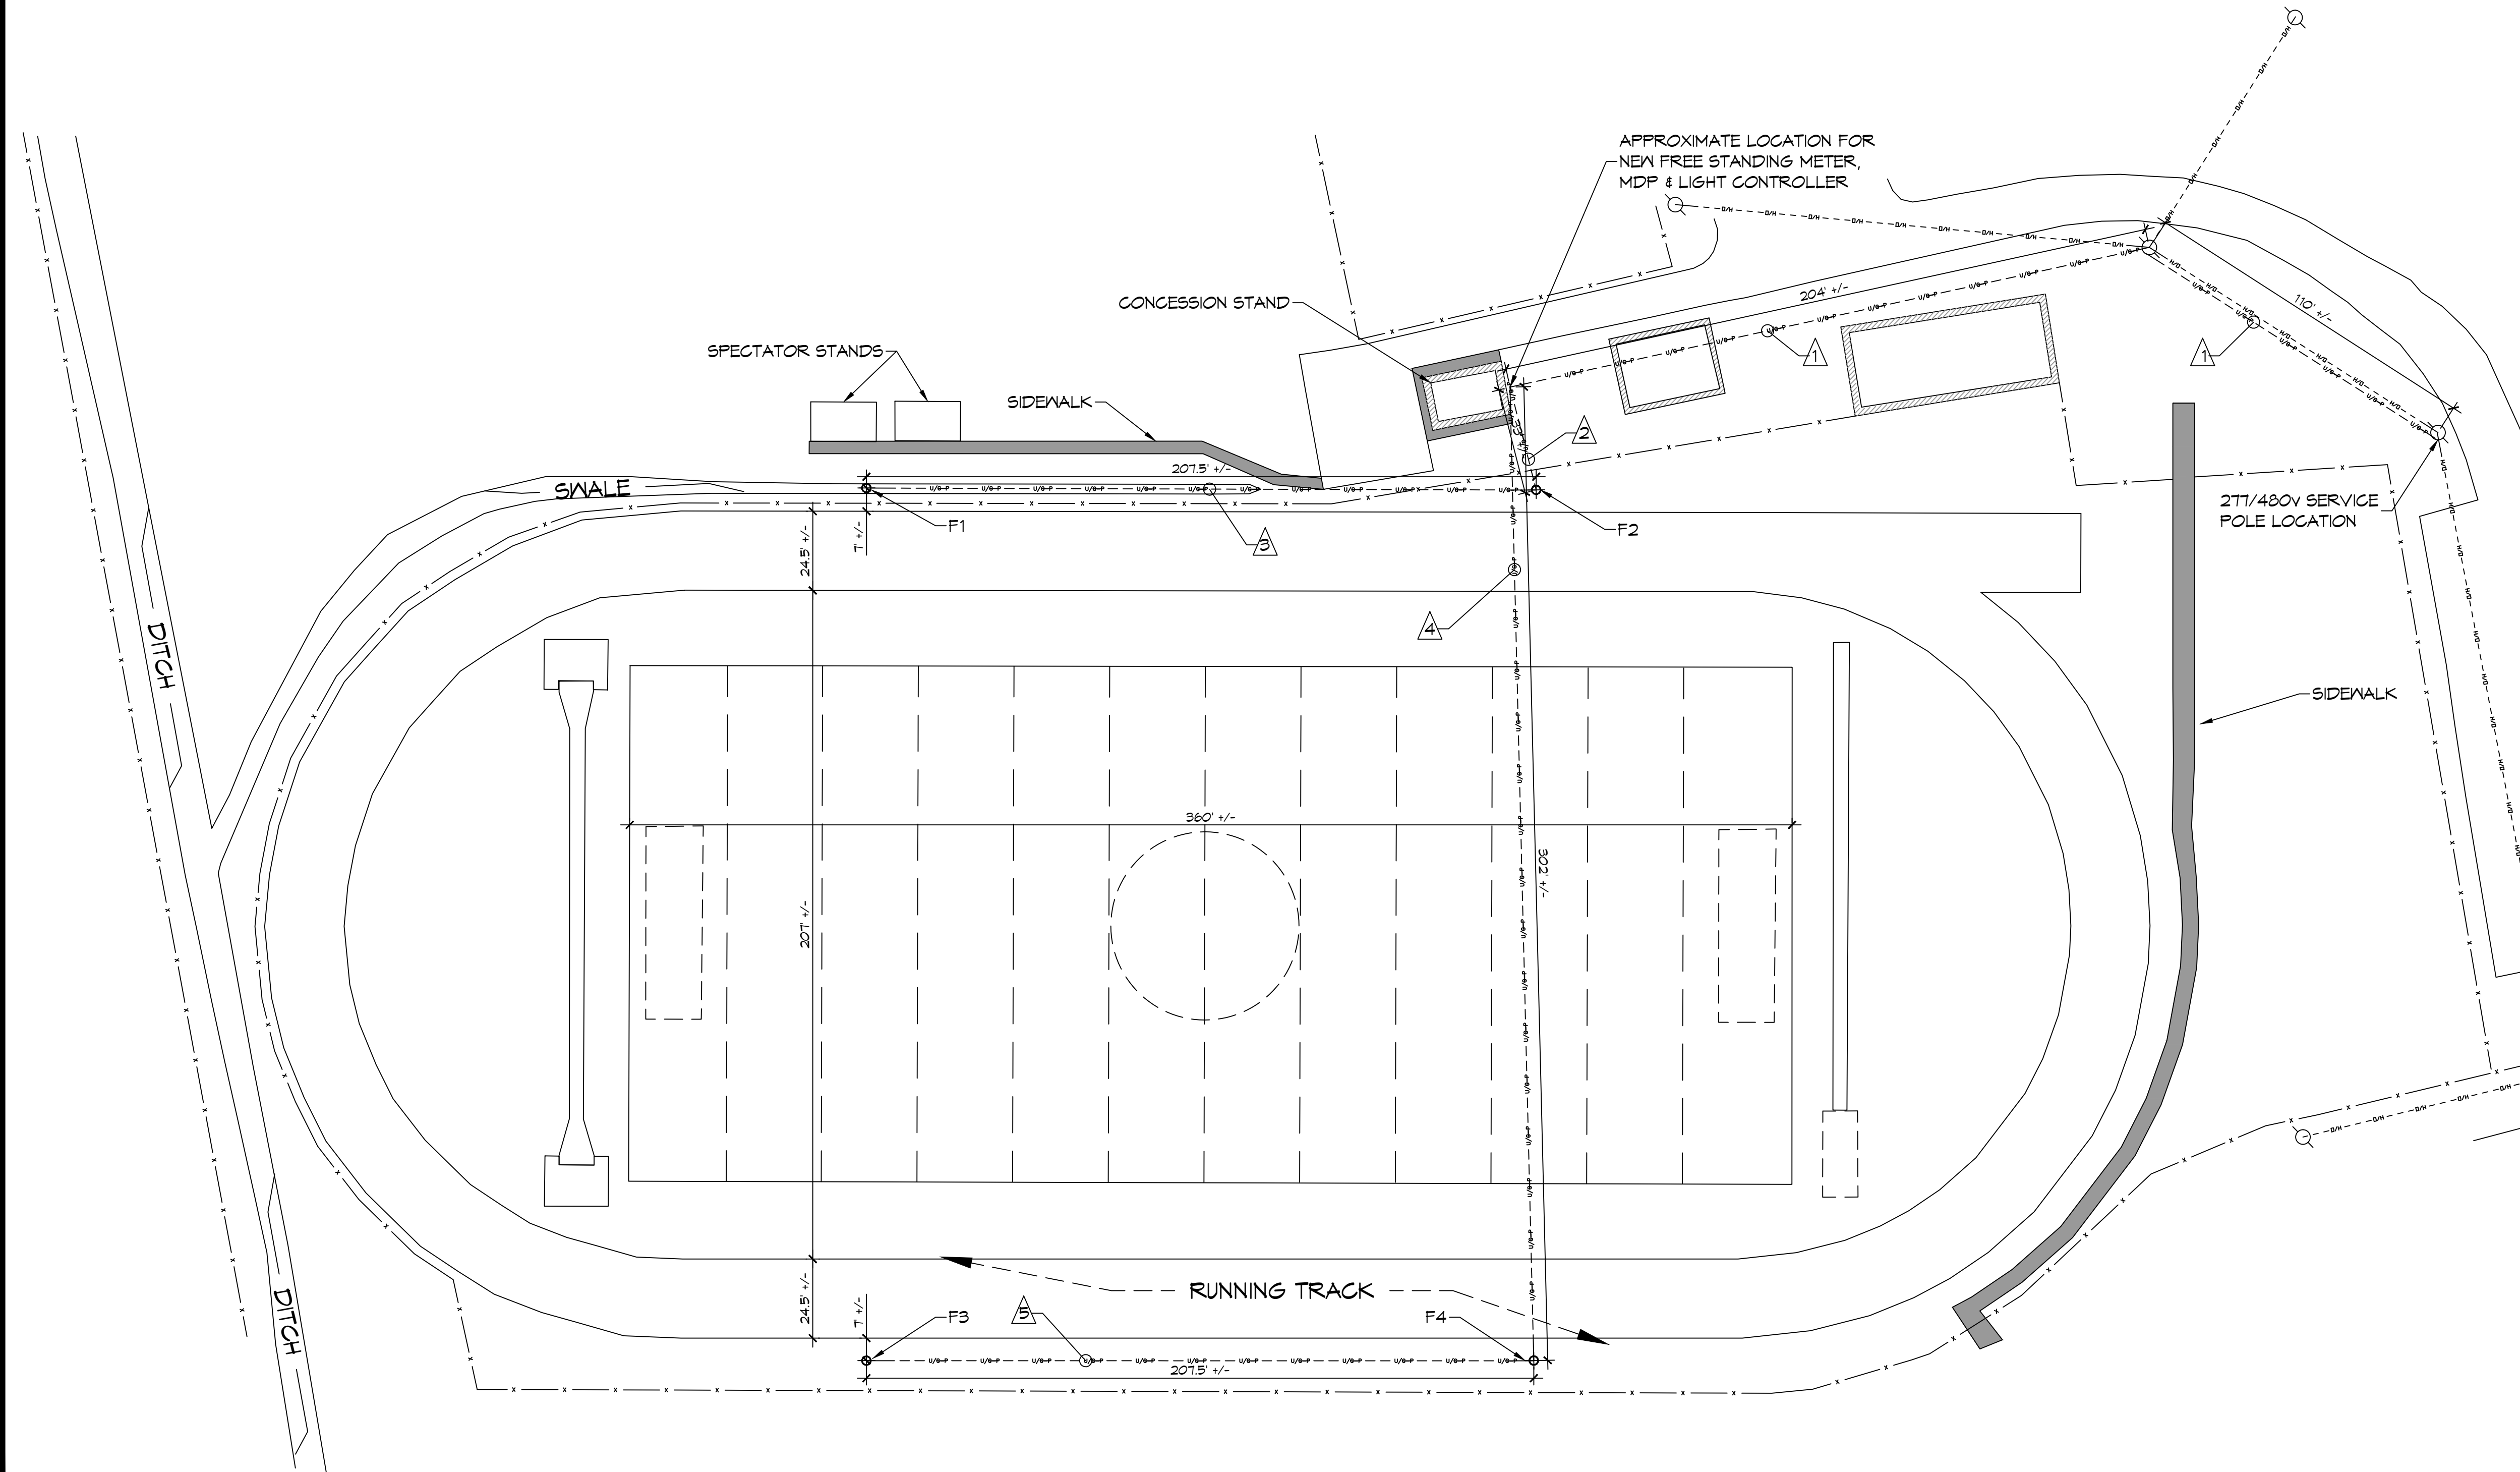 APPROXIMATE LOCATION FOR
NEW FREE STANDING METER,
MDP & LIGHT CONTROLLER
CONCESSION STAND
204' +/-
110' +/-
1
1
SPECTATOR STANDS
SIDEWALK
33' +/-
2
207.5' +/-
SWALE
F1
7' +/-
24.5' +/-
3
F2
277/480V SERVICE
POLE LOCATION
4
DITCH
SIDEWALK
360' +/-
302' +/-
207' +/-
RUNNING TRACK
24.5' +/-
7' +/-
F3
5
F4
207.5' +/-
DITCH